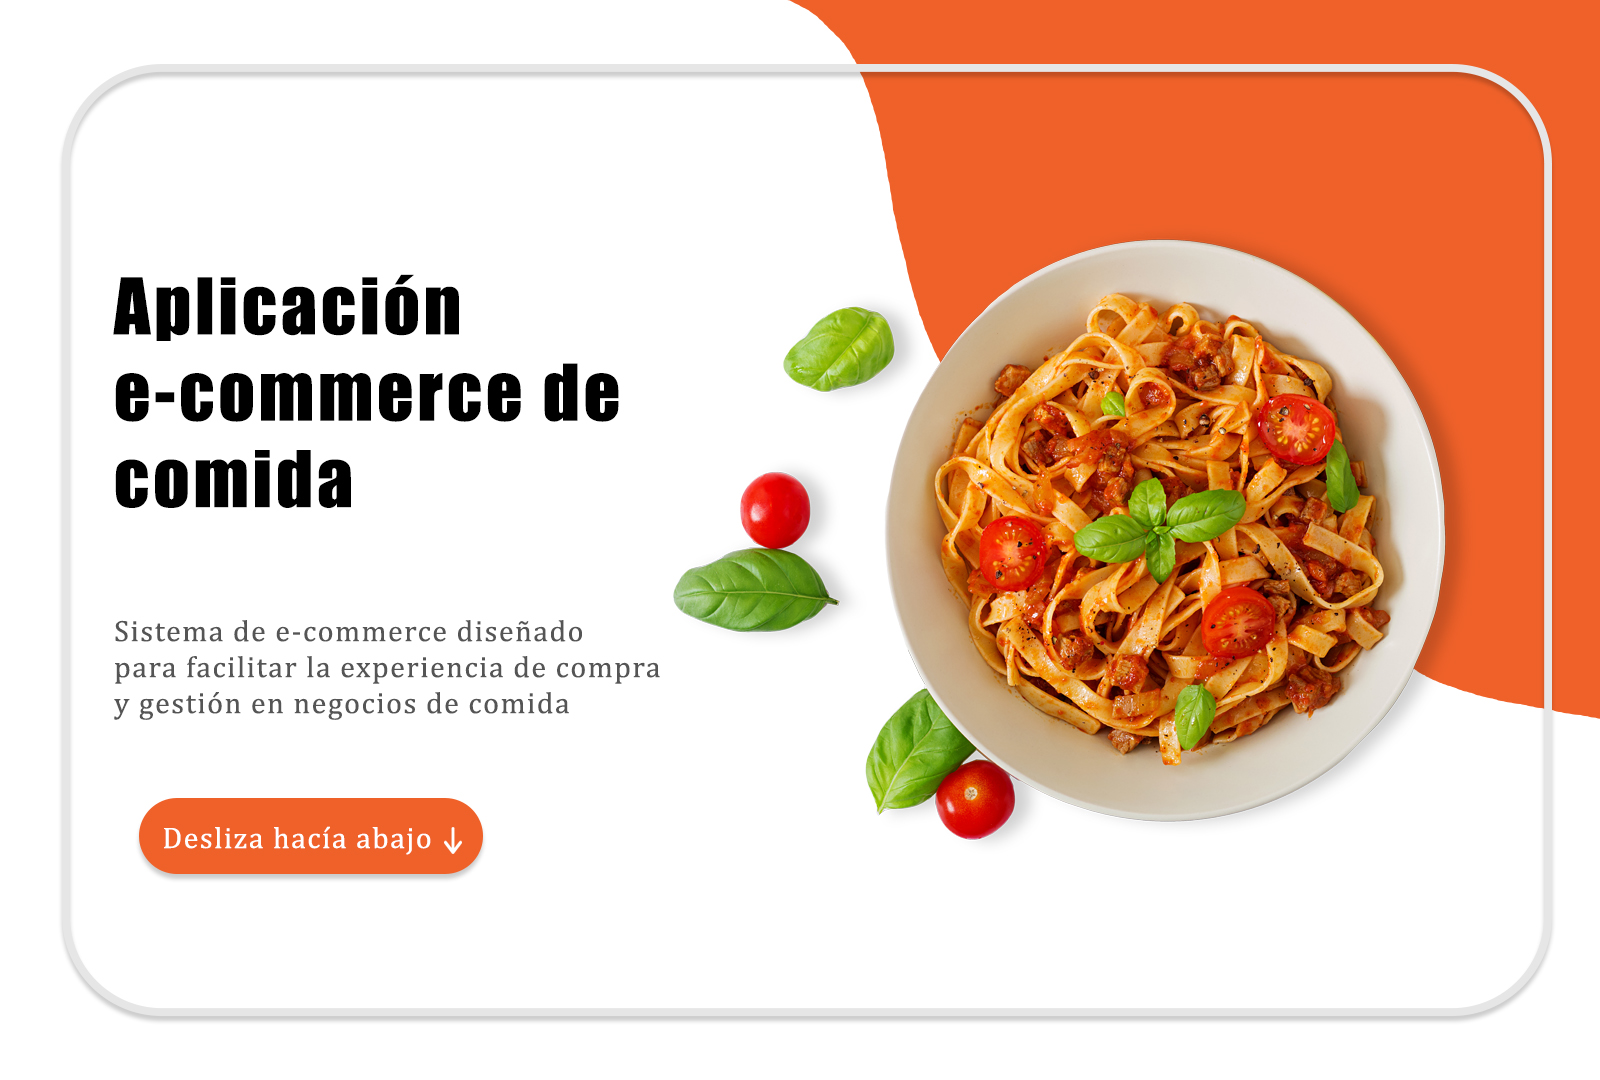 Aplicación
e-commerce de
comida
Sistema de e-commerce diseñado
para facilitar la experiencia de compra
y gestión en negocios de comida
Desliza hacía abajo ↓